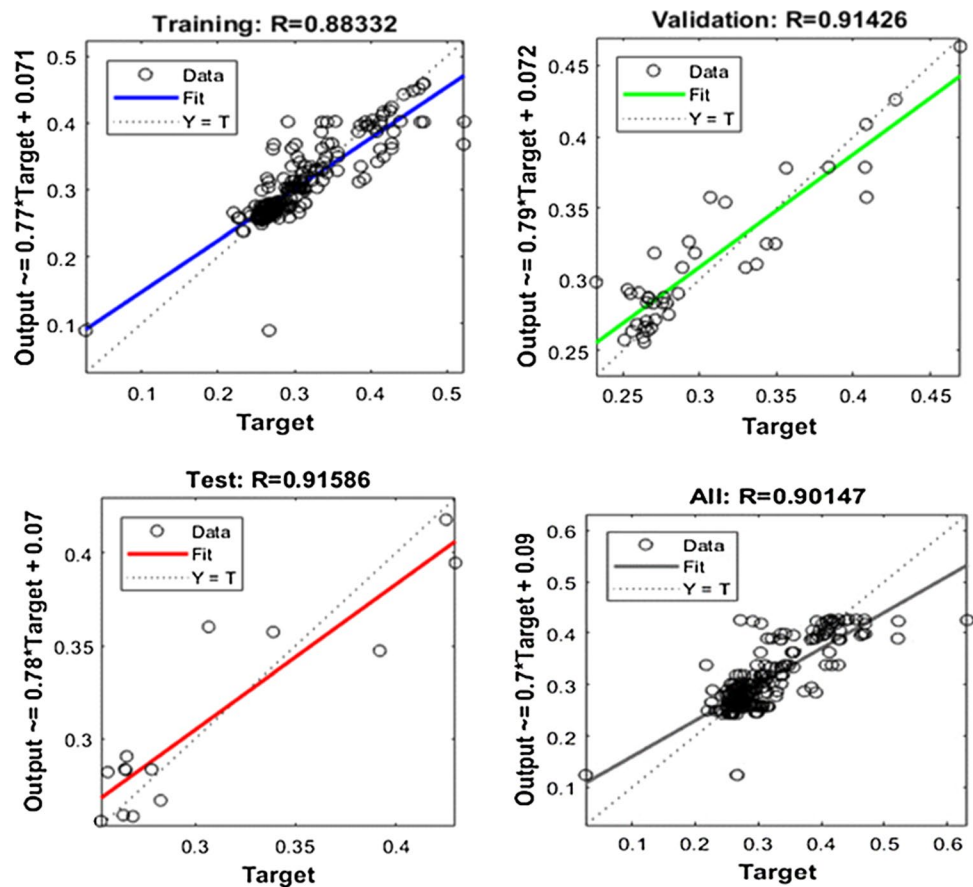 Training: R=0.88332
Output ~= 0.77*Target + 0.071
0.5
0.4
0.3
0.2
0.1
Data
Fit
Y = T
0.1
0.2
0.3
0.4
0.5
Target
Validation: R=0.91426
Output ~= 0.79*Target + 0.072
0.45
0.4
0.35
0.3
0.25
Data
Fit
Y = T
0.25
0.3
0.35
0.4
0.45
Target
Test: R=0.91586
Output ~= 0.78*Target + 0.07
0.4
0.35
0.3
Data
Fit
Y = T
0.3
0.35
0.4
Target
All: R=0.90147
Output ~= 0.7*Target + 0.09
0.6
0.5
0.4
0.3
0.2
0.1
Data
Fit
Y = T
0.1
0.2
0.3
0.4
0.5
0.6
Target